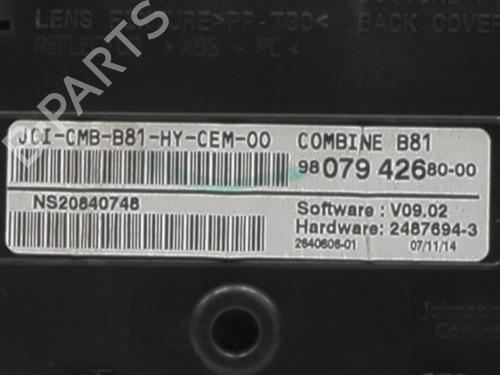 LENS FIXTURE>PP-T30<
REFLECTOR >ABS + PC<
BACK COVER
JCI-CMB-B81-HY-CEM-00
COMBINE B81
98 079 426 80-00
NS20840748
Software : V09.02
Hardware: 2487694-3
2640606-01
07/11/14
B-PARTS